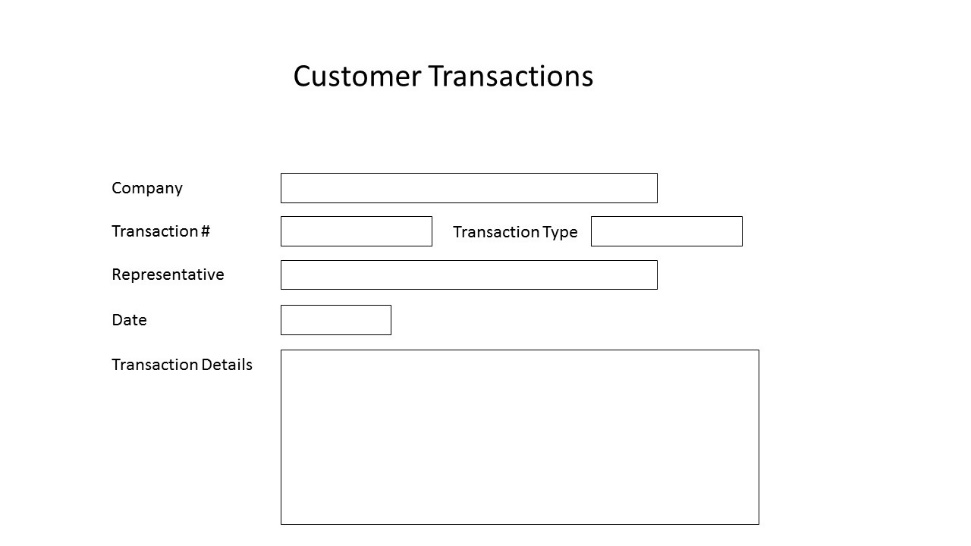 Customer Transactions
Company
Transaction # Transaction Type
Representative
Date
Transaction Details